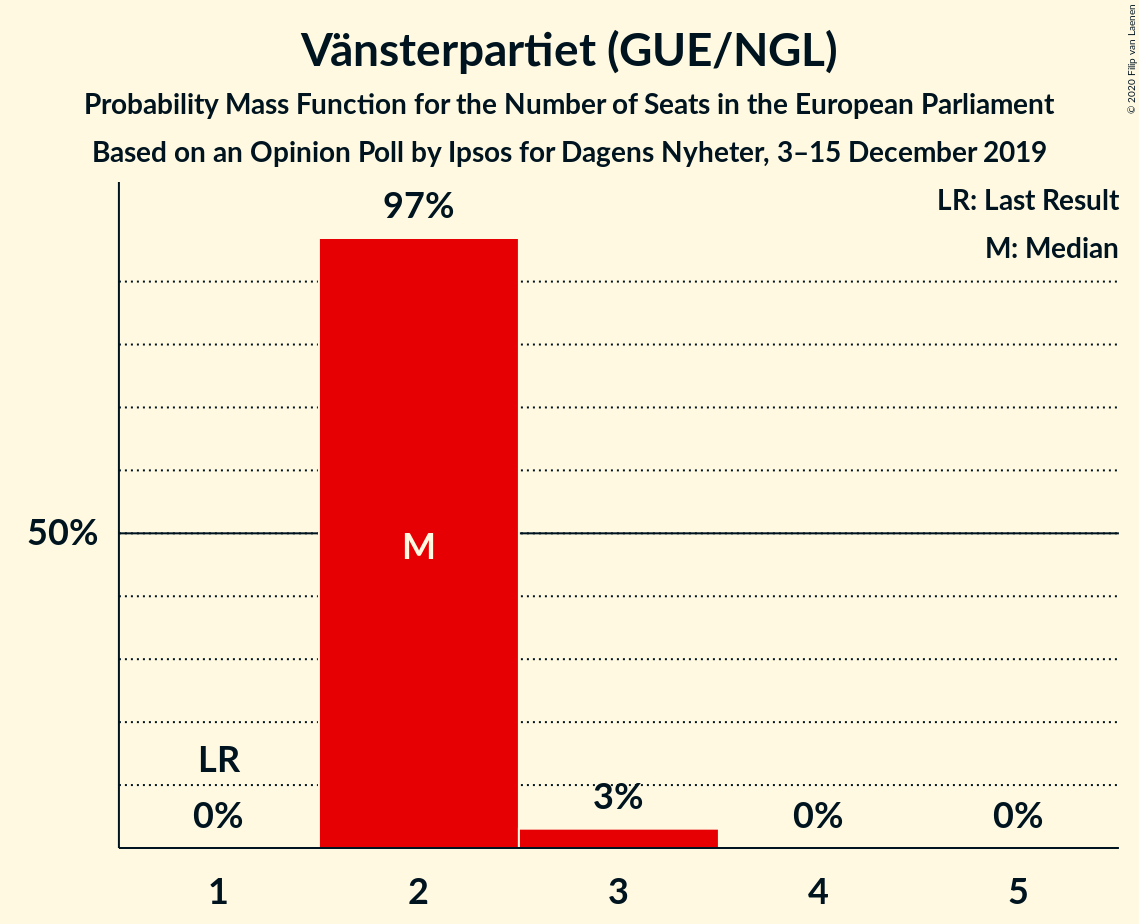 Vänsterpartiet (GUE/NGL)
Probability Mass Function for the Number of Seats in the European Parliament
Based on an Opinion Poll by Ipsos for Dagens Nyheter, 3–15 December 2019
© 2020 Filip van Laenen
LR: Last Result
M: Median
97%
50%
M
LR
0%
3%
0%
0%
1 2 3 4 5